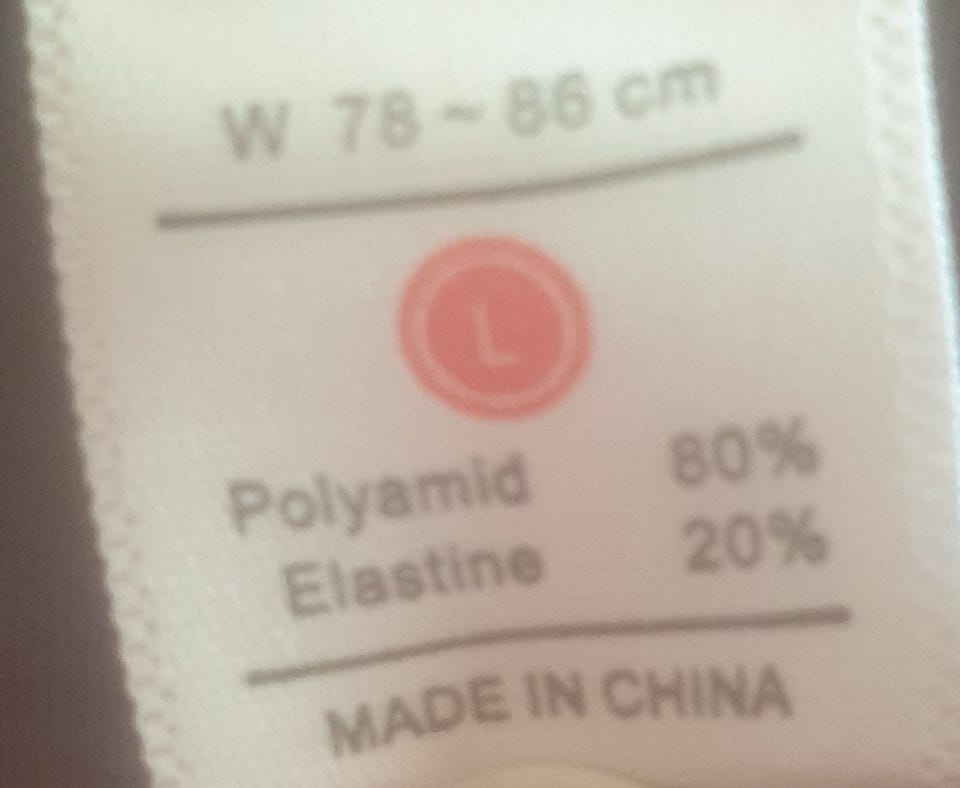 W 78 ~ 86 cm
L
Polyamid 80%
Elastine 20%
MADE IN CHINA